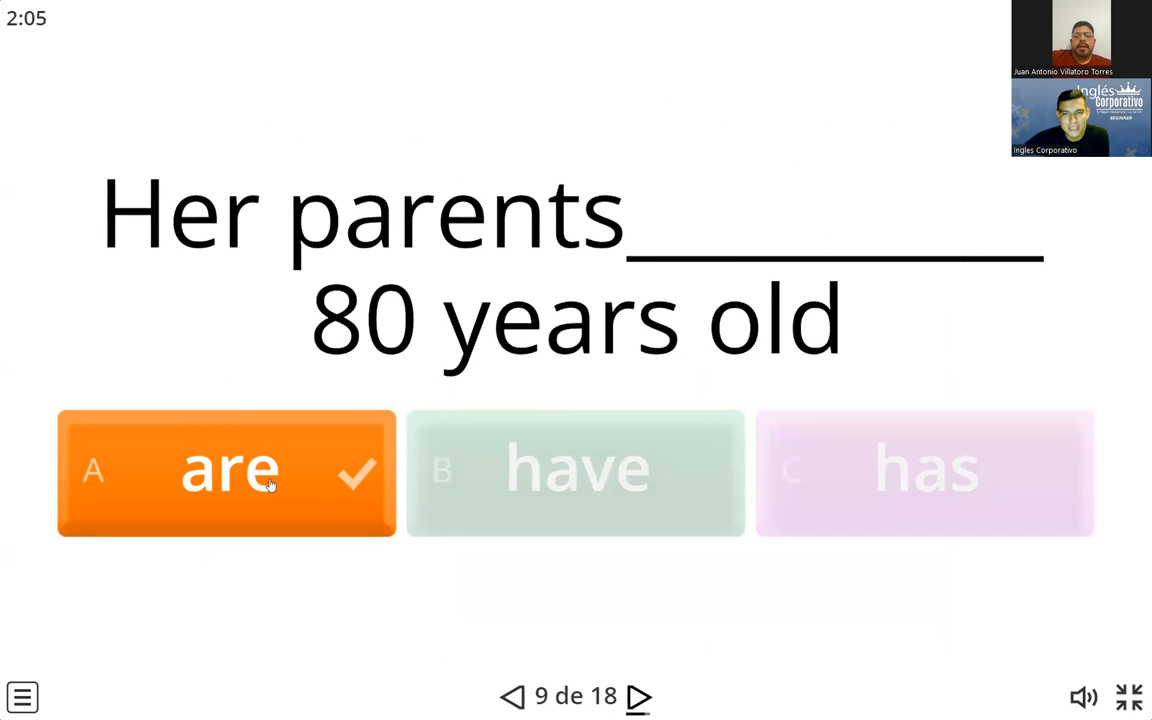 2:05
Juan Antonio Villatoro Torres
Inglés
Corporativo
BEGINNER
Ingles Corporativo
Her parents__________
80 years old
A are
B have
C has
9 de 18